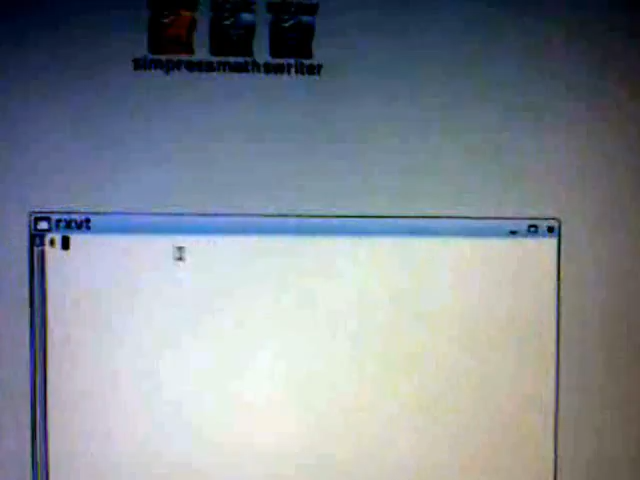 simpress math swriter
rxvt
#